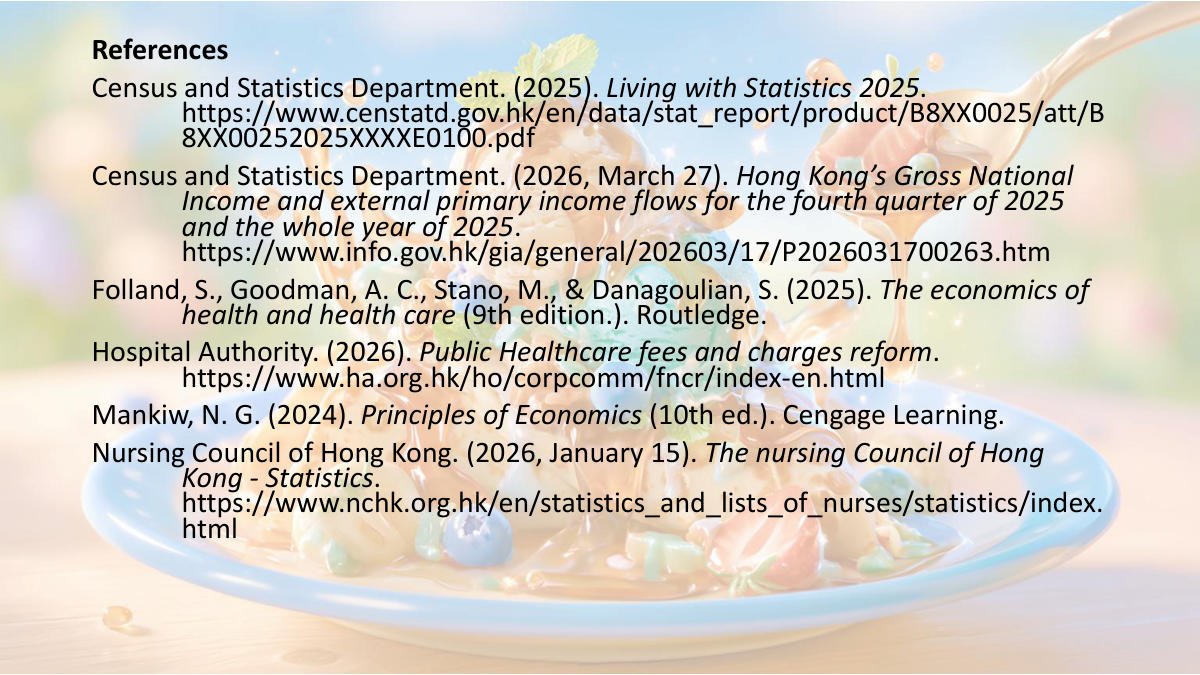 References
Census and Statistics Department. (2025). Living with Statistics 2025.
https://www.censtatd.gov.hk/en/data/stat_report/product/B8XX0025/att/B
8XX00252025XXXXE0100.pdf
Census and Statistics Department. (2026, March 27). Hong Kong’s Gross National
Income and external primary income flows for the fourth quarter of 2025
and the whole year of 2025.
https://www.info.gov.hk/gia/general/202603/17/P2026031700263.htm
Folland, S., Goodman, A. C., Stano, M., & Danagoulian, S. (2025). The economics of
health and health care (9th edition.). Routledge.
Hospital Authority. (2026). Public Healthcare fees and charges reform.
https://www.ha.org.hk/ho/corpcomm/fncr/index-en.html
Mankiw, N. G. (2024). Principles of Economics (10th ed.). Cengage Learning.
Nursing Council of Hong Kong. (2026, January 15). The nursing Council of Hong
Kong - Statistics.
https://www.nchk.org.hk/en/statistics_and_lists_of_nurses/statistics/index.
html